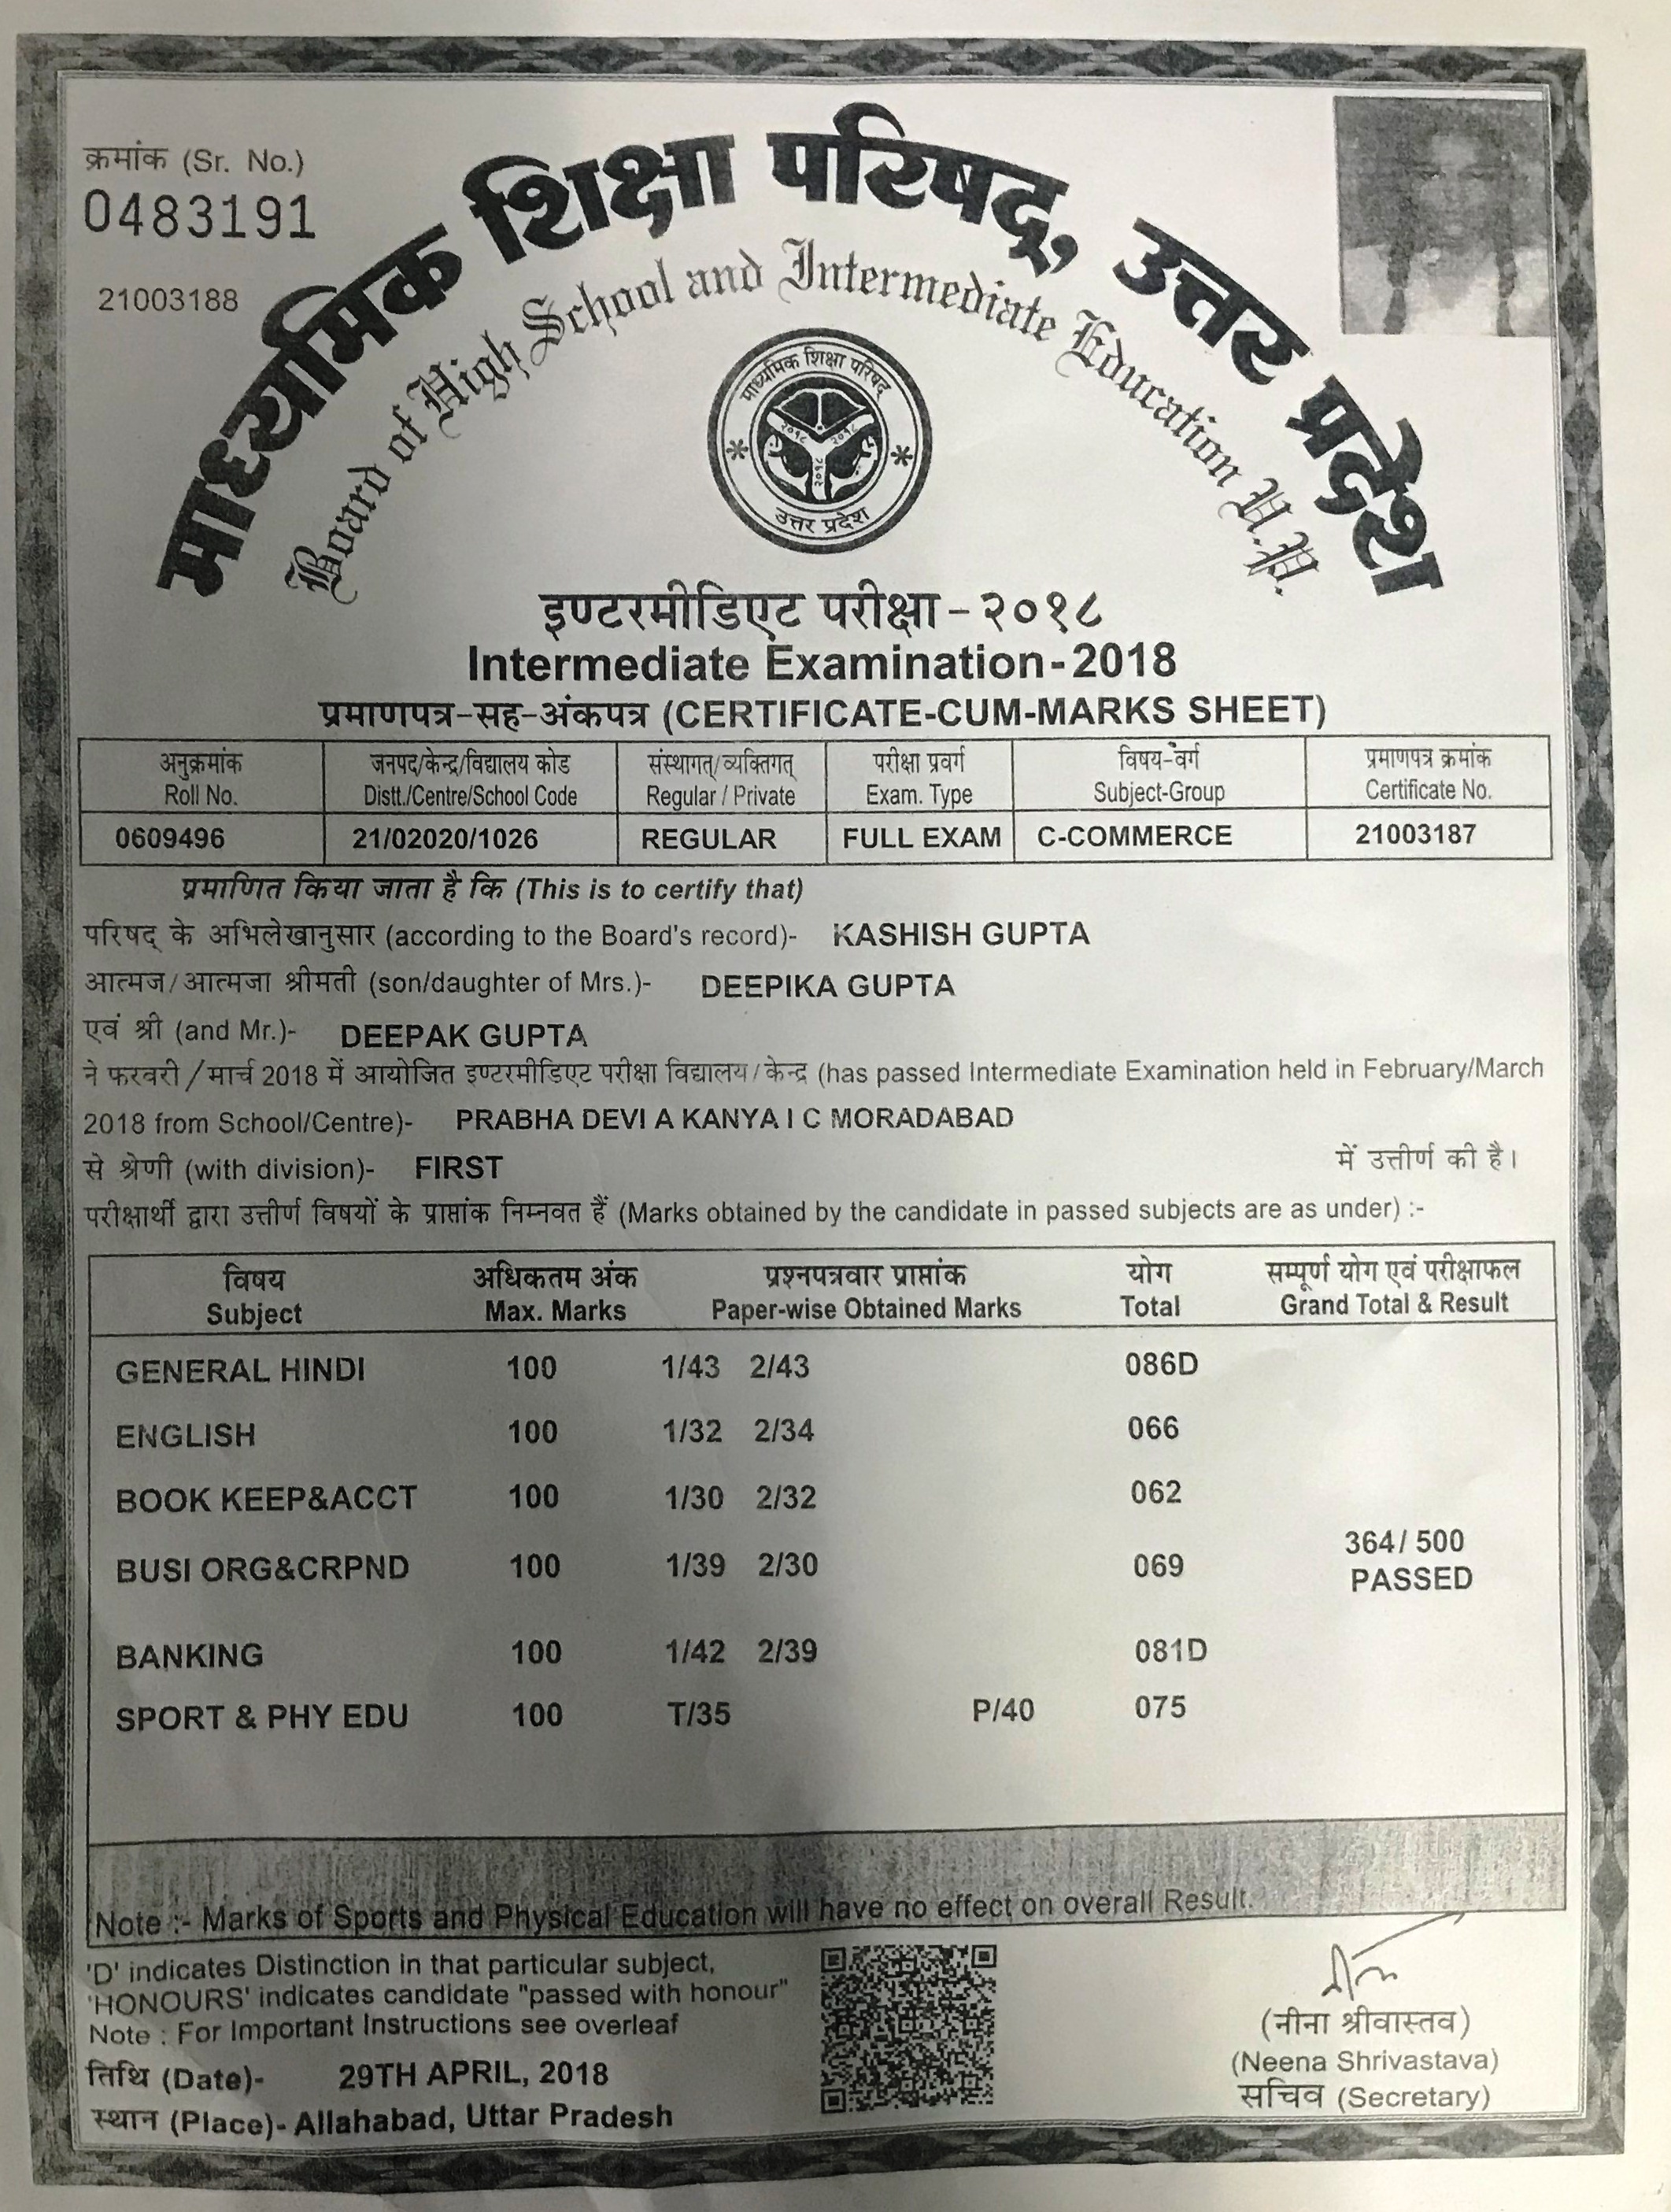 क्रमांक (Sr. No.)
0483191
21003188
माध्यमिक शिक्षा परिषद्, उत्तर प्रदेश
Board of High School and Intermediate Education U.P.
माध्यमिक शिक्षा परिषद्
२०१८ २०१८
२०१८
उत्तर प्रदेश
इण्टरमीडिएट परीक्षा-२०१८
Intermediate Examination-2018
प्रमाणपत्र-सह-अंकपत्र (CERTIFICATE-CUM-MARKS SHEET)
अनुक्रमांक जनपद/केन्द्र/विद्यालय कोड संस्थागत्/व्यक्तिगत् परीक्षा प्रवर्ग विषय-वर्ग प्रमाणपत्र क्रमांक
Roll No. Distt./Centre/School Code Regular / Private Exam. Type Subject-Group Certificate No.
0609496 21/02020/1026 REGULAR FULL EXAM C-COMMERCE 21003187
प्रमाणित किया जाता है कि (This is to certify that)
परिषद् के अभिलेखानुसार (according to the Board's record)- KASHISH GUPTA
आत्मज/आत्मजा श्रीमती (son/daughter of Mrs.)- DEEPIKA GUPTA
एवं श्री (and Mr.)- DEEPAK GUPTA
ने फरवरी/मार्च 2018 में आयोजित इण्टरमीडिएट परीक्षा विद्यालय/केन्द्र (has passed Intermediate Examination held in February/March
2018 from School/Centre)- PRABHA DEVI A KANYA I C MORADABAD
से श्रेणी (with division)- FIRST में उत्तीर्ण की है।
परीक्षार्थी द्वारा उत्तीर्ण विषयों के प्राप्तांक निम्नवत हैं (Marks obtained by the candidate in passed subjects are as under) :-
विषय अधिकतम अंक प्रश्नपत्रवार प्राप्तांक योग सम्पूर्ण योग एवं परीक्षाफल
Subject Max. Marks Paper-wise Obtained Marks Total Grand Total & Result
GENERAL HINDI 100 1/43 2/43 086D
ENGLISH 100 1/32 2/34 066
BOOK KEEP&ACCT 100 1/30 2/32 062
364/ 500
BUSI ORG&CRPND 100 1/39 2/30 069 PASSED
BANKING 100 1/42 2/39 081D
SPORT & PHY EDU 100 T/35 P/40 075
Note :- Marks of Sports and Physical Education will have no effect on overall Result.
'D' indicates Distinction in that particular subject,
'HONOURS' indicates candidate "passed with honour"
Note : For Important Instructions see overleaf
तिथि (Date)- 29TH APRIL, 2018
स्थान (Place)- Allahabad, Uttar Pradesh
(नीना श्रीवास्तव)
(Neena Shrivastava)
सचिव (Secretary)